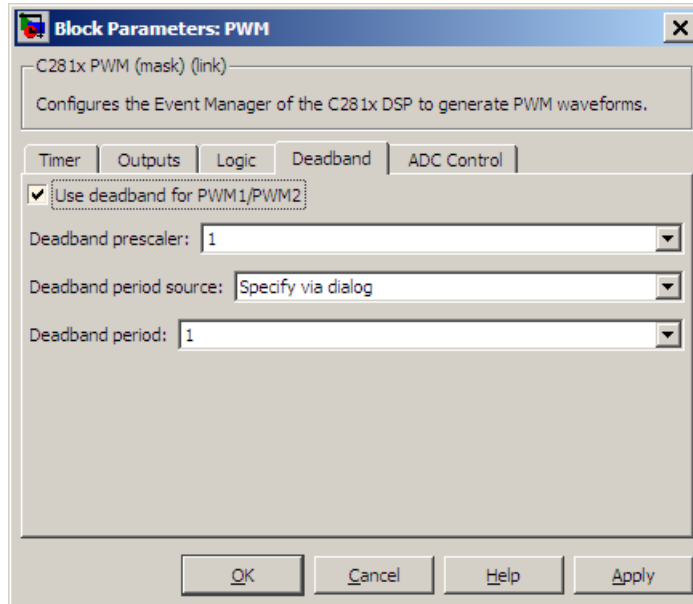 Block Parameters: PWM
C281x PWM (mask) (link)
Configures the Event Manager of the C281x DSP to generate PWM waveforms.
Timer Outputs Logic Deadband ADC Control
Use deadband for PWM1/PWM2
Deadband prescaler: 1
Deadband period source: Specify via dialog
Deadband period: 1
OK Cancel Help Apply